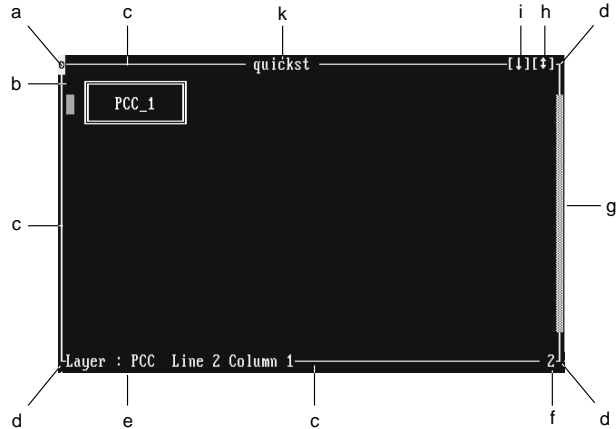 a c k i h d
quickst [↓][↕]
b
PCC_1
c g
Layer : PCC Line 2 Column 1 2
d e c f d